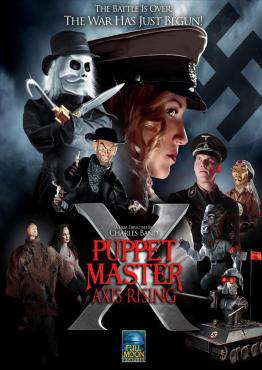 THE BATTLE IS OVER.
THE WAR HAS JUST BEGUN!
X
A FILM DIRECTED BY
CHARLES BAND
PUPPET
MASTER
AXIS RISING
FULL
MOON
FEATURES